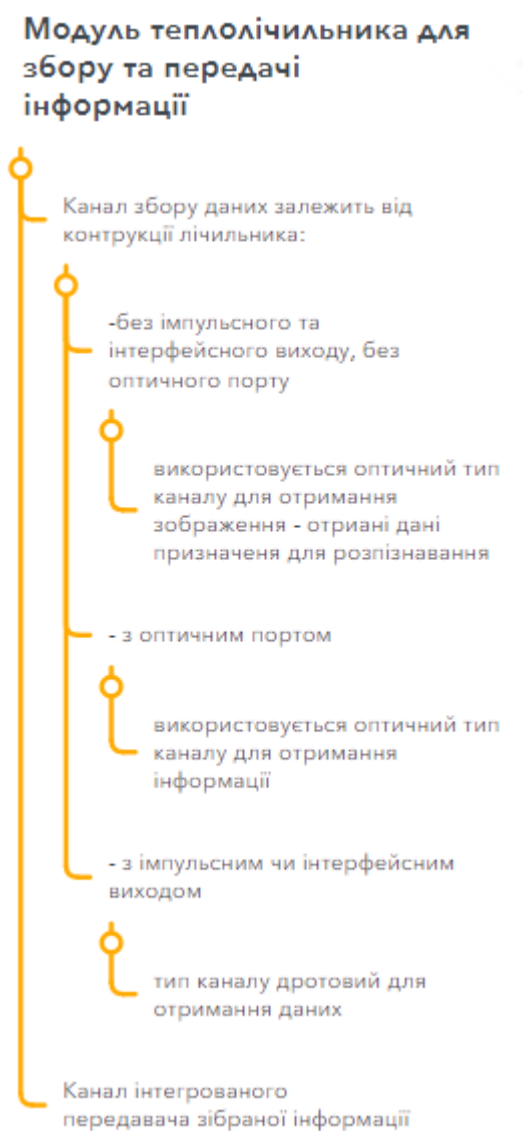 Модуль теплолічильника для
збору та передачі
інформації
Канал збору даних залежить від
контрукції лічильника:
-без імпульсного та
інтерфейсного виходу, без
оптичного порту
використовується оптичний тип
каналу для отримання
зображення - отриані дані
призначеня для розпізнавання
- з оптичним портом
використовується оптичний тип
каналу для отримання
інформації
- з імпульсним чи інтерфейсним
виходом
тип каналу дротовий для
отримання даних
Канал інтегрованого
передавача зібраної інформації